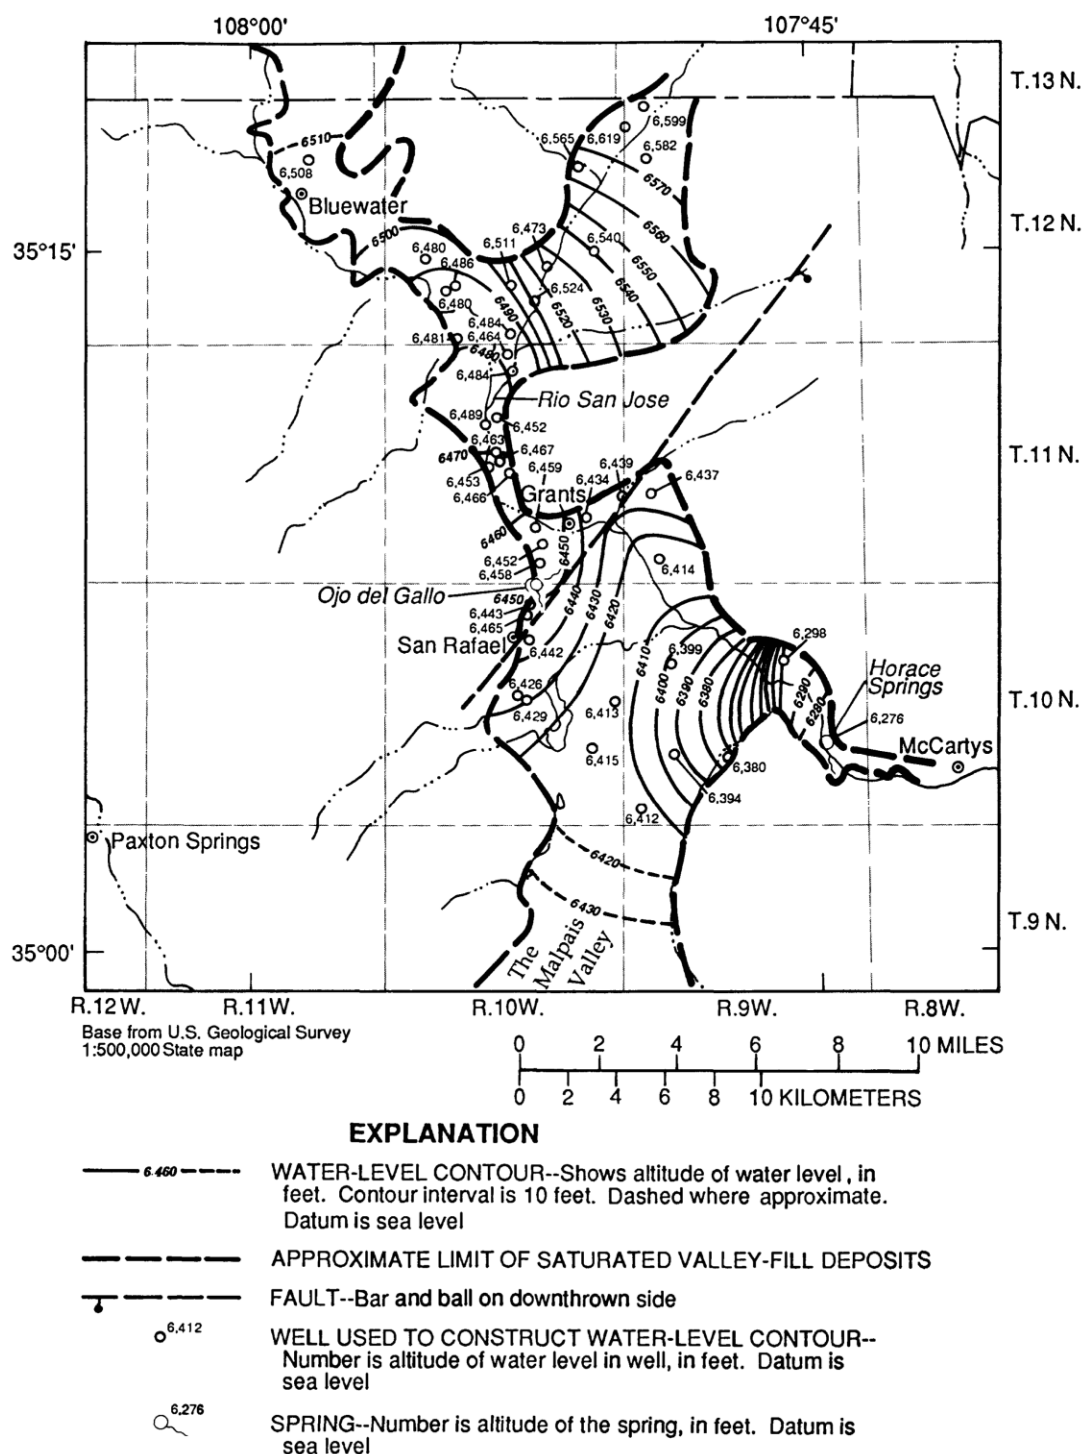 108°00'
107°45'
T.13 N.
6,599
6,619
6,565
6,582
6510
6,508
6570
Bluewater
T.12 N.
6500
6,473
6560
35°15'
6,480
6,511
6,540
6,486
6550
6,524
6540
6,480
6490
6520
6530
6,484
6,481
6,464
6480
6,484
Rio San Jose
6,489
6,452
6,463
6470
6,467
T.11 N.
6,459
6,439
6,453
6,434
6,437
6,466
Grants
6460
6450
6,452
6,414
6,458
Ojo del Gallo
6440
6430
6420
6450
6,443
6,465
San Rafael
6,442
6410
6,399
6,298
Horace
Springs
6400
6390
6380
6290
6280
T.10 N.
6,426
6,429
6,413
6,276
McCartys
6,415
6,380
6,394
6,412
Paxton Springs
6420
6430
T.9 N.
35°00'
The
Malpais
Valley
R.12W. R.11W. R.10W. R.9W. R.8W.
Base from U.S. Geological Survey
1:500,000 State map
0 2 4 6 8 10 MILES
0 2 4 6 8 10 KILOMETERS
EXPLANATION
6.460 WATER-LEVEL CONTOUR--Shows altitude of water level, in
feet. Contour interval is 10 feet. Dashed where approximate.
Datum is sea level
APPROXIMATE LIMIT OF SATURATED VALLEY-FILL DEPOSITS
FAULT--Bar and ball on downthrown side
6,412 WELL USED TO CONSTRUCT WATER-LEVEL CONTOUR--
Number is altitude of water level in well, in feet. Datum is
sea level
6,276 SPRING--Number is altitude of the spring, in feet. Datum is
sea level